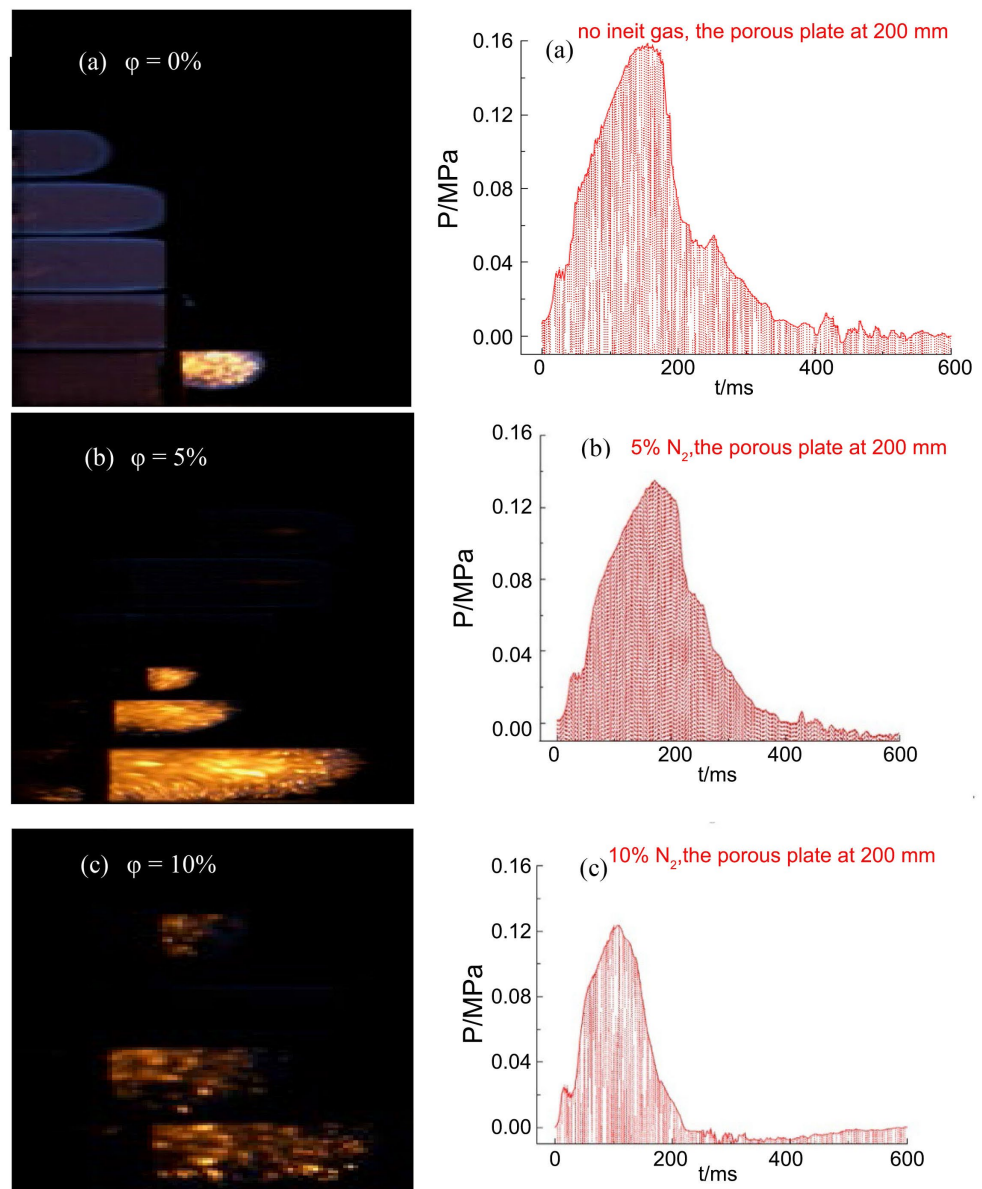 (a) φ = 0%
(a) no ineit gas, the porous plate at 200 mm
0.16
0.12
0.08
0.04
0.00
P/MPa
0 200 400 600
t/ms
(b) φ = 5%
(b) 5% N₂,the porous plate at 200 mm
0.16
0.12
0.08
0.04
0.00
P/MPa
0 200 400 600
t/ms
(c) φ = 10%
(c) 10% N₂,the porous plate at 200 mm
0.16
0.12
0.08
0.04
0.00
P/MPa
0 200 400 600
t/ms